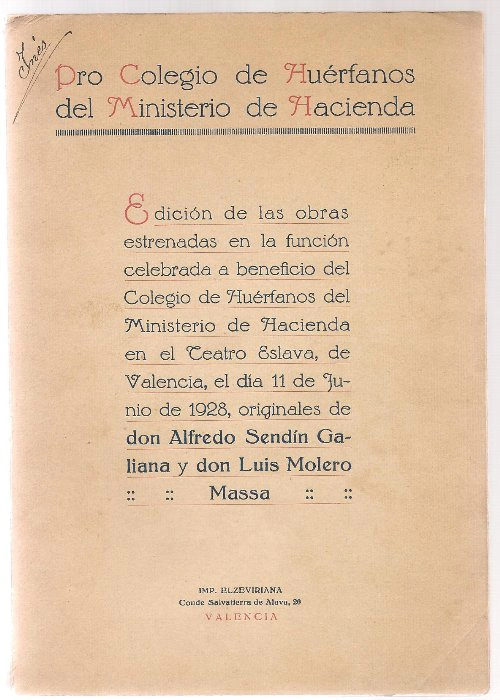 Inés
Pro Colegio de Huérfanos
del Ministerio de Hacienda
Edición de las obras
estrenadas en la función
celebrada a beneficio del
Colegio de Huérfanos del
Ministerio de Hacienda
en el Teatro Eslava, de
Valencia, el día 11 de Ju-
nio de 1928, originales de
don Alfredo Sendín Ga-
liana y don Luis Molero
:: :: Massa :: ::
IMP. ELZEVIRIANA
Conde Salvatierra de Alava, 20
VALENCIA